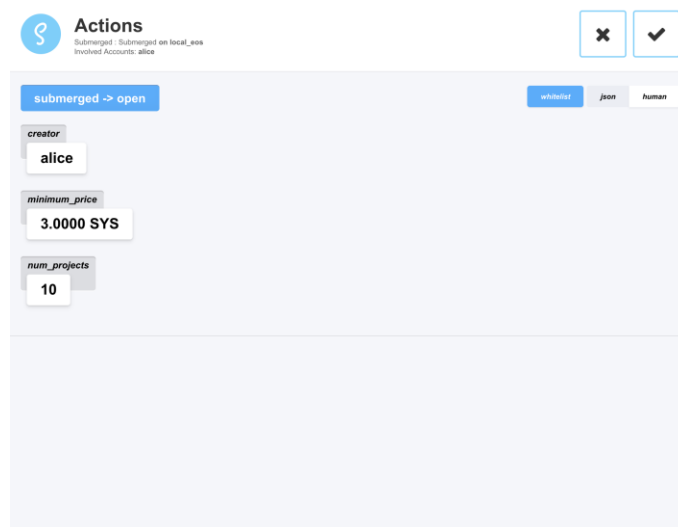 Actions
Submerged : Submerged on local_eos
Involved Accounts: alice
submerged -> open
whitelist json human
creator
alice
minimum_price
3.0000 SYS
num_projects
10